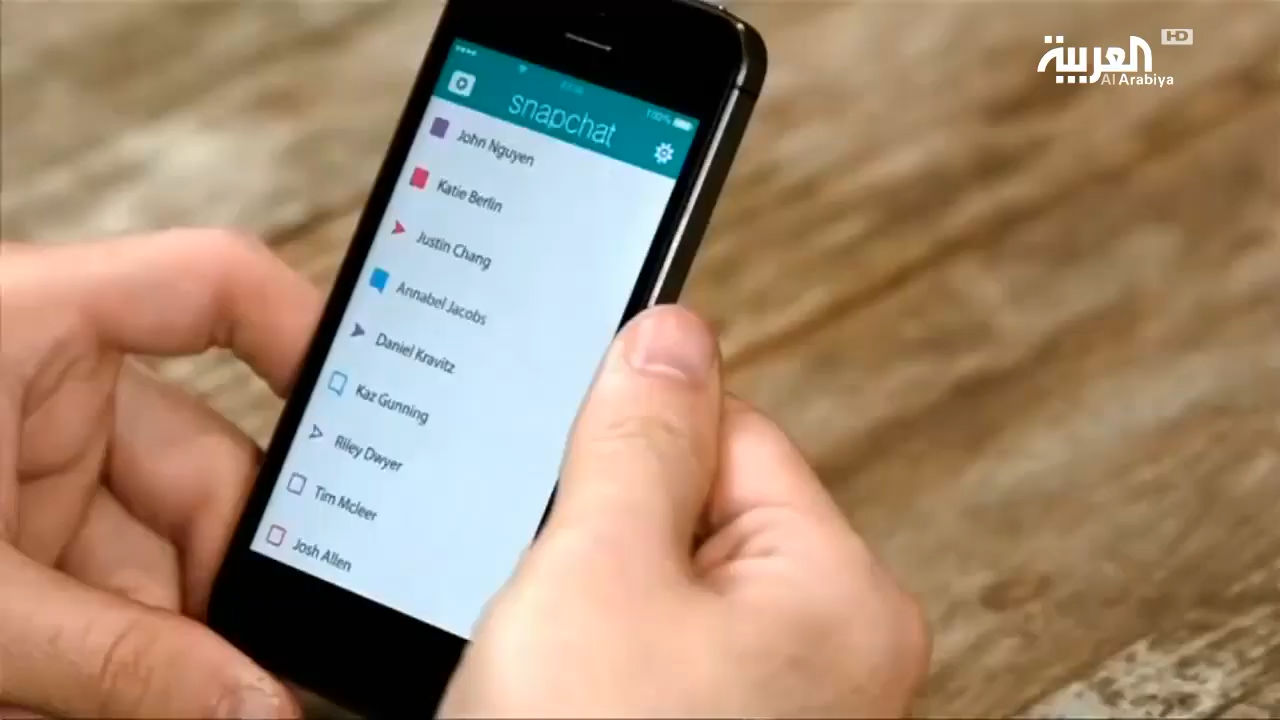 العربية HD
Al Arabiya
100%
snapchat
John Nguyen
Katie Berlin
Justin Chang
Annabel Jacobs
Daniel Kravitz
Kaz Gunning
Riley Dwyer
Tim Mcleer
Josh Allen